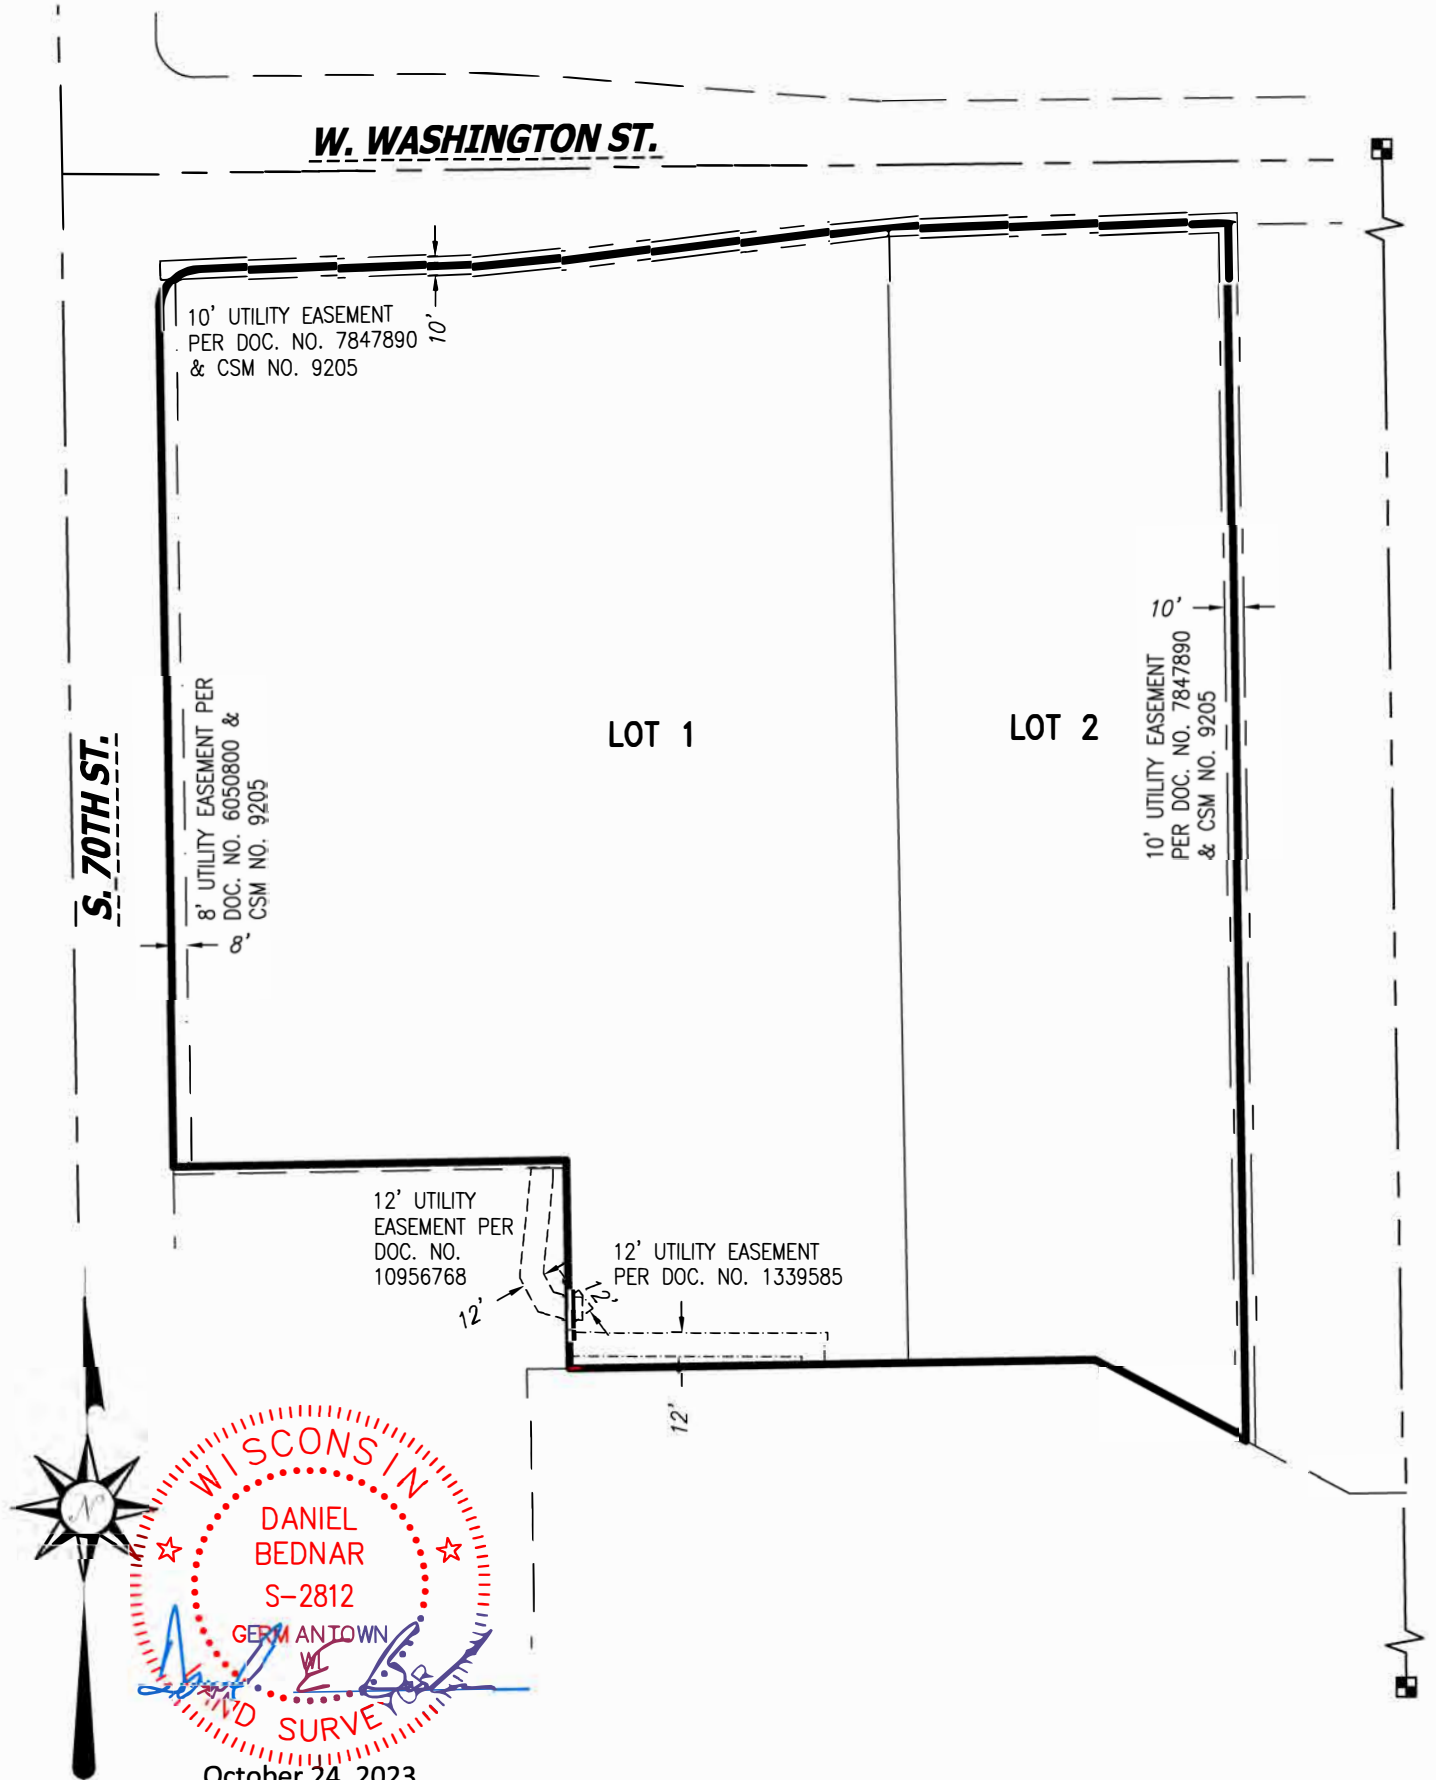 W. WASHINGTON ST.
10' UTILITY EASEMENT
PER DOC. NO. 7847890
& CSM NO. 9205
10'
S. 70TH ST.
8' UTILITY EASEMENT PER
DOC. NO. 6050800 &
CSM NO. 9205
8'
LOT 1
LOT 2
10'
10' UTILITY EASEMENT
PER DOC. NO. 7847890
& CSM NO. 9205
12' UTILITY
EASEMENT PER
DOC. NO.
10956768
12'
12'
12' UTILITY EASEMENT
PER DOC. NO. 1339585
12'
N
WISCONSIN
DANIEL
BEDNAR
S-2812
GERMANTOWN
WI
SURVEYOR
October 24, 2023